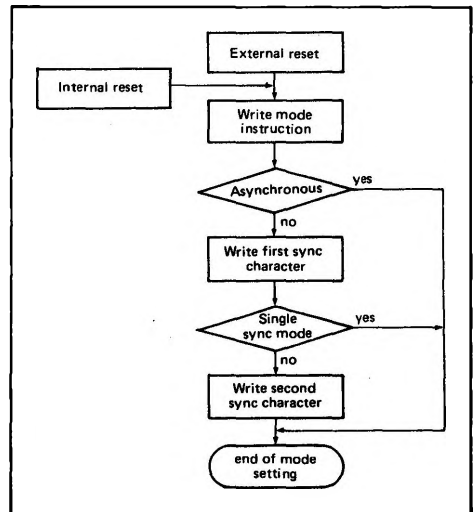 External reset
Internal reset
Write mode
instruction
Asynchronous
yes
no
Write first sync
character
Single
sync mode
yes
no
Write second
sync character
end of mode
setting